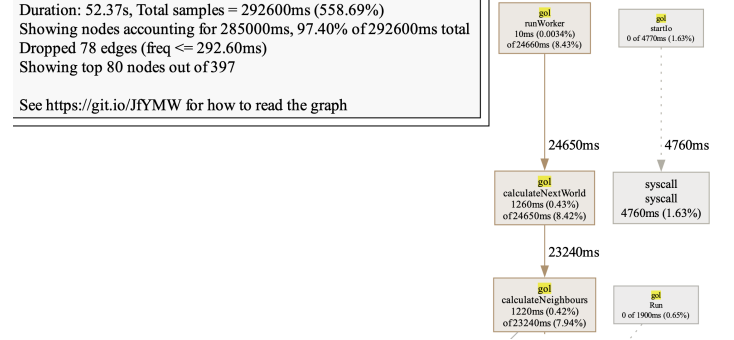 Duration: 52.37s, Total samples = 292600ms (558.69%)
Showing nodes accounting for 285000ms, 97.40% of 292600ms total
Dropped 78 edges (freq <= 292.60ms)
Showing top 80 nodes out of 397
See https://git.io/JfYMW for how to read the graph
gol
runWorker
10ms (0.0034%)
of 24660ms (8.43%)
gol
startIo
0 of 4770ms (1.63%)
24650ms
4760ms
gol
calculateNextWorld
1260ms (0.43%)
of 24650ms (8.42%)
syscall
syscall
4760ms (1.63%)
23240ms
gol
calculateNeighbours
1220ms (0.42%)
of 23240ms (7.94%)
gol
Run
0 of 1900ms (0.65%)